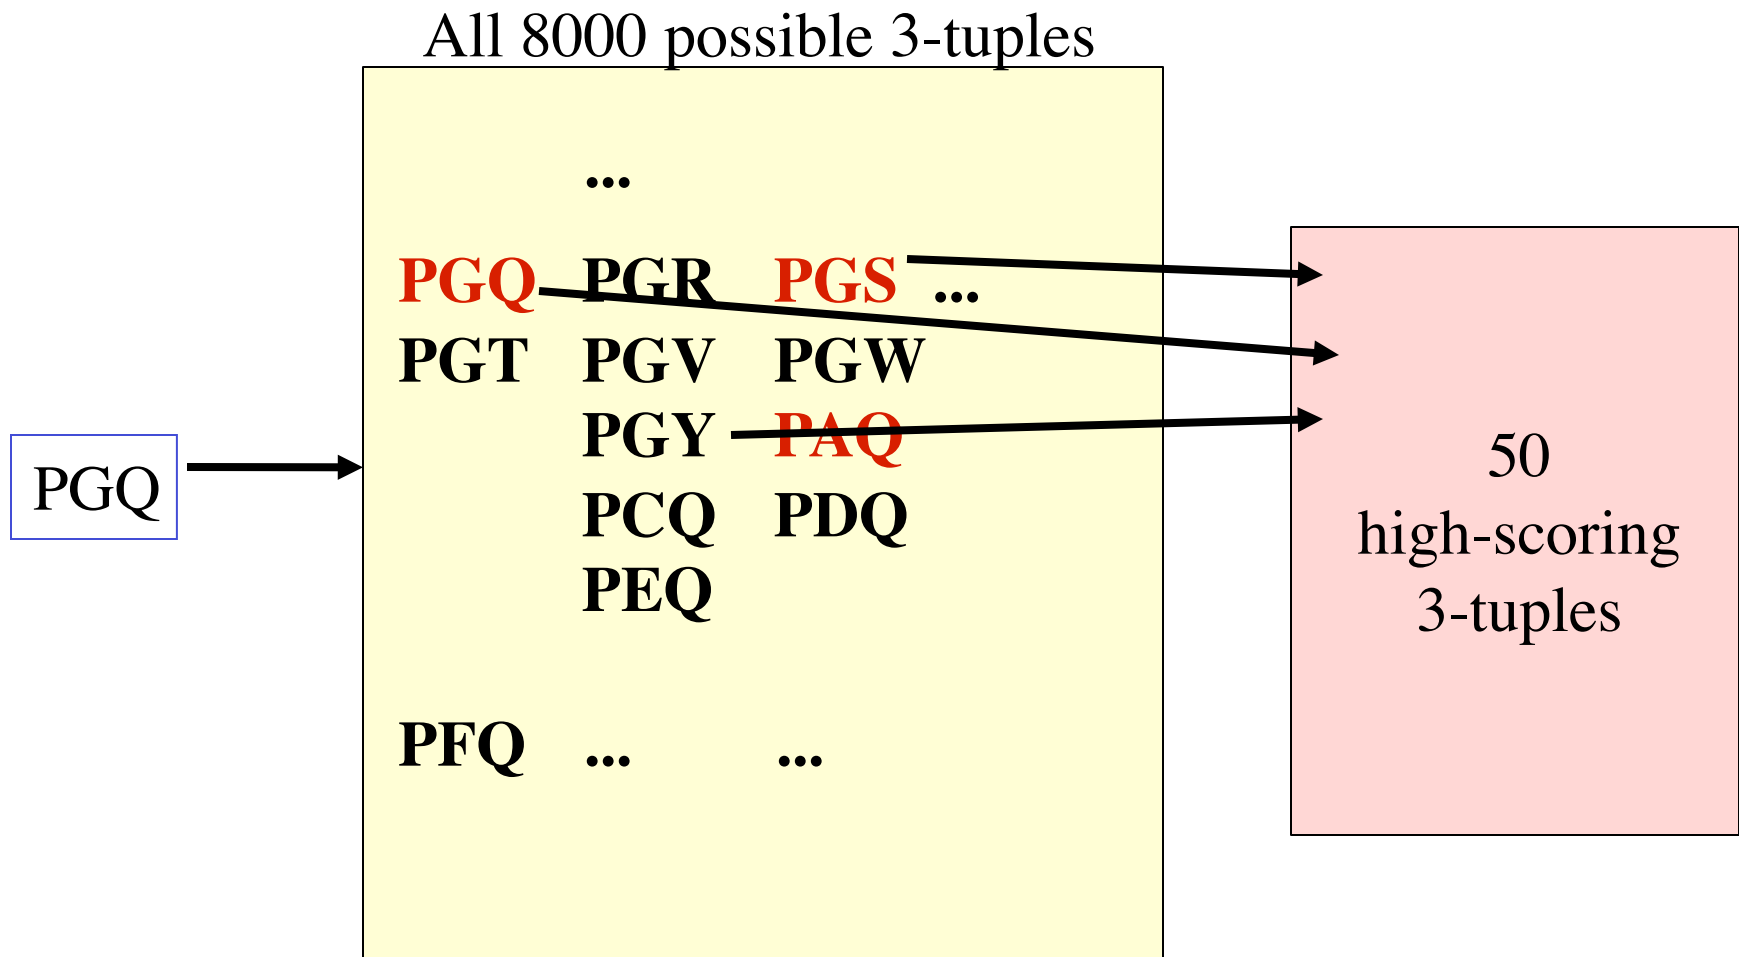 All 8000 possible 3-tuples
...
PGQ PGR PGS ...
PGT PGV PGW
PGY PAQ
PCQ PDQ
PEQ
PFQ ... ...
PGQ
50
high-scoring
3-tuples